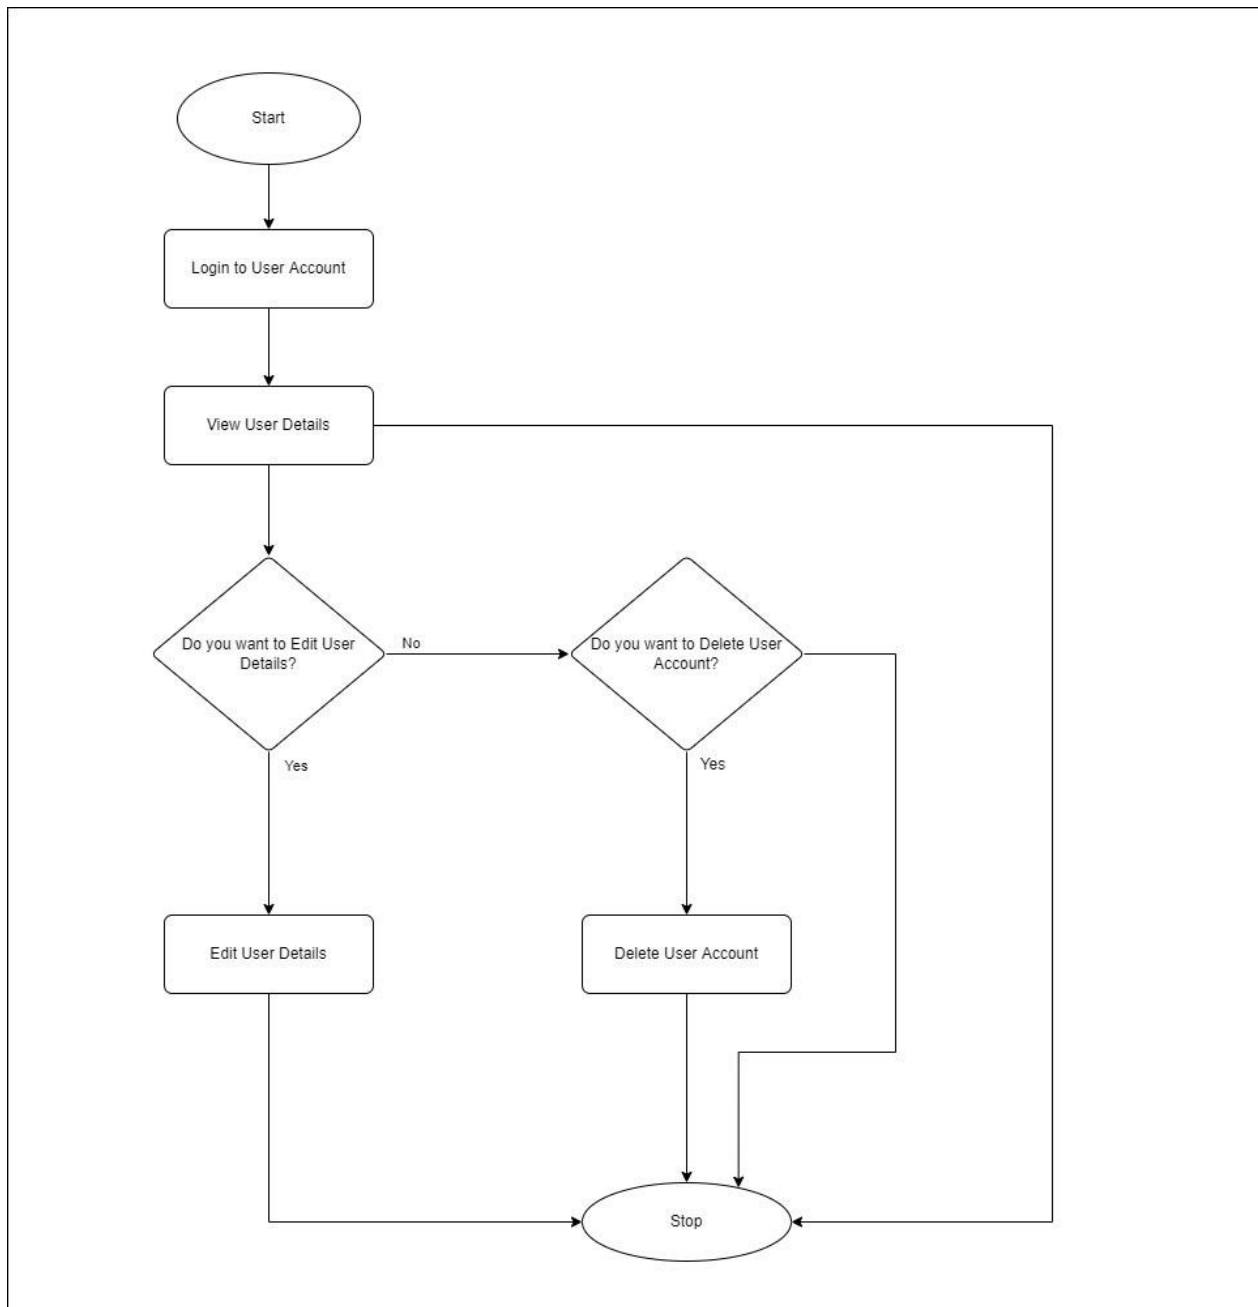 Start
Login to User Account
View User Details
Do you want to Edit User
Details?
No
Do you want to Delete User
Account?
Yes
Yes
Edit User Details
Delete User Account
Stop